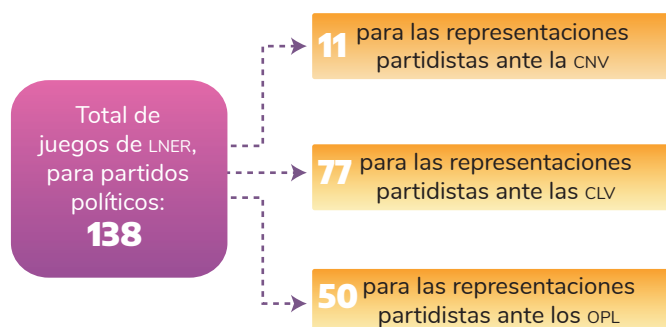 Total de
juegos de LNER,
para partidos
políticos:
138
11 para las representaciones
partidistas ante la CNV
77 para las representaciones
partidistas ante las CLV
50 para las representaciones
partidistas ante los OPL